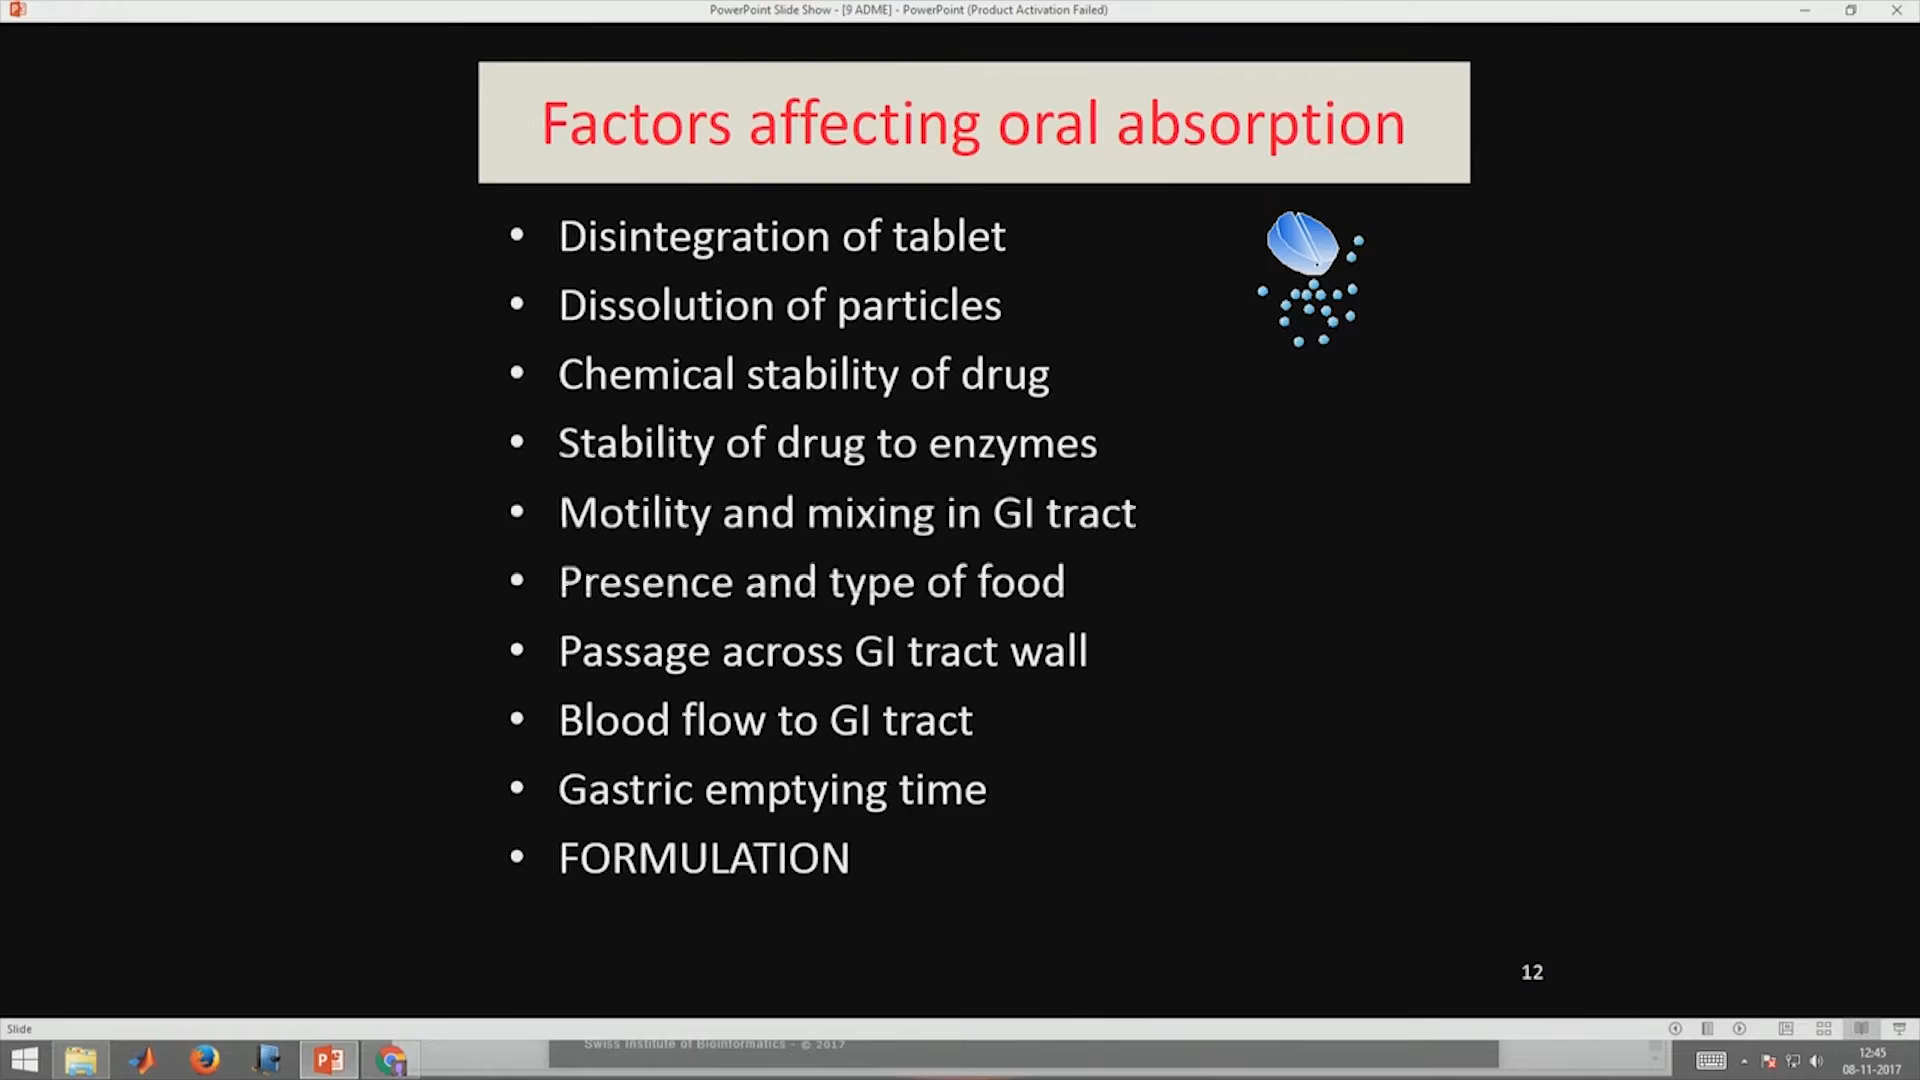 PowerPoint Slide Show - [9 ADME] - PowerPoint (Product Activation Failed)
Factors affecting oral absorption
• Disintegration of tablet
• Dissolution of particles
• Chemical stability of drug
• Stability of drug to enzymes
• Motility and mixing in GI tract
• Presence and type of food
• Passage across GI tract wall
• Blood flow to GI tract
• Gastric emptying time
• FORMULATION
12
Slide
Swiss Institute of Bioinformatics - © 2017
12:45
08-11-2017